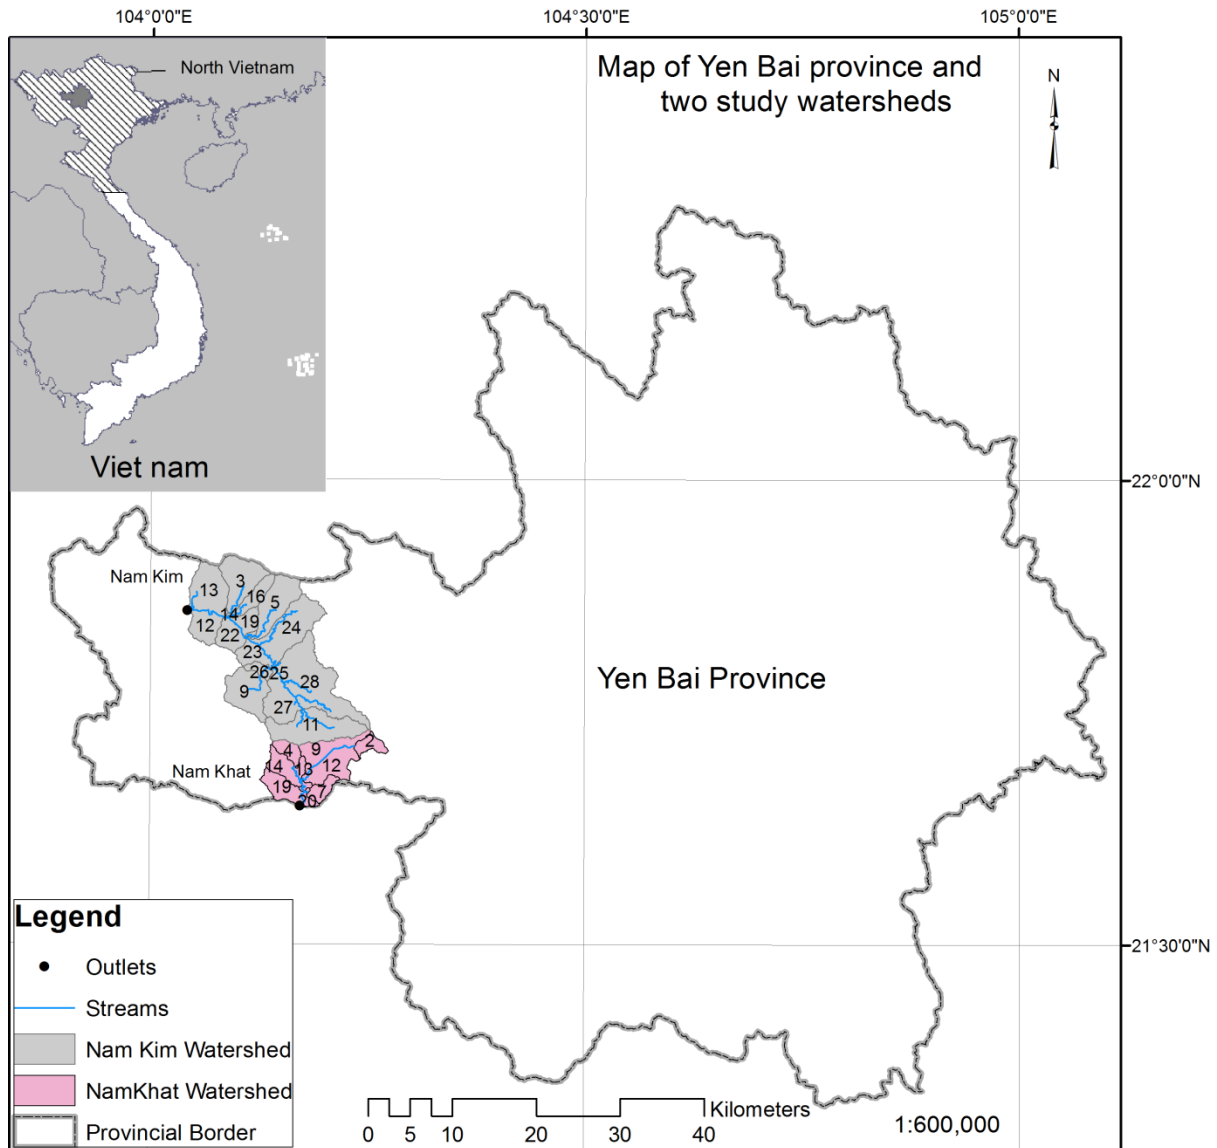 104°0'0"E
104°30'0"E
105°0'0"E
North Vietnam
Viet nam
Map of Yen Bai province and
two study watersheds
N
22°0'0"N
21°30'0"N
Nam Kim
13
3
16
5
14
19
24
12
22
23
26
25
28
9
27
11
Nam Khat
4
9
2
14
13
12
19
7
20
Yen Bai Province
Legend
Outlets
Streams
Nam Kim Watershed
NamKhat Watershed
Provincial Border
Kilometers
0 5 10 20 30 40
1:600,000